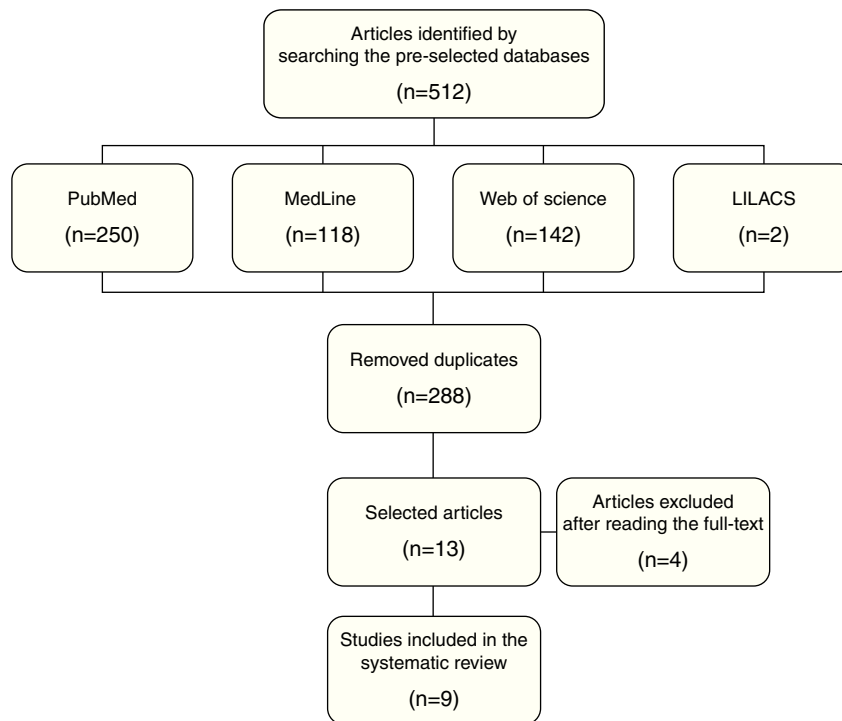 Articles identified by
searching the pre-selected databases
(n=512)
PubMed
(n=250)
MedLine
(n=118)
Web of science
(n=142)
LILACS
(n=2)
Removed duplicates
(n=288)
Selected articles
(n=13)
Articles excluded
after reading the full-text
(n=4)
Studies included in the
systematic review
(n=9)